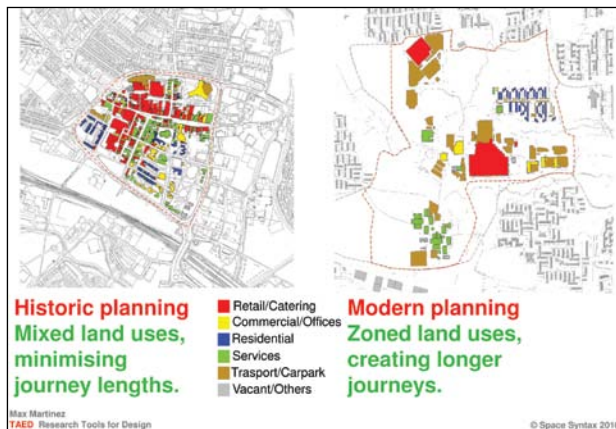 Historic planning
Mixed land uses,
minimising
journey lengths.
Retail/Catering
Commercial/Offices
Residential
Services
Trasport/Carpark
Vacant/Others
Modern planning
Zoned land uses,
creating longer
journeys.
Max Martinez
TAED Research Tools for Design
© Space Syntax 201